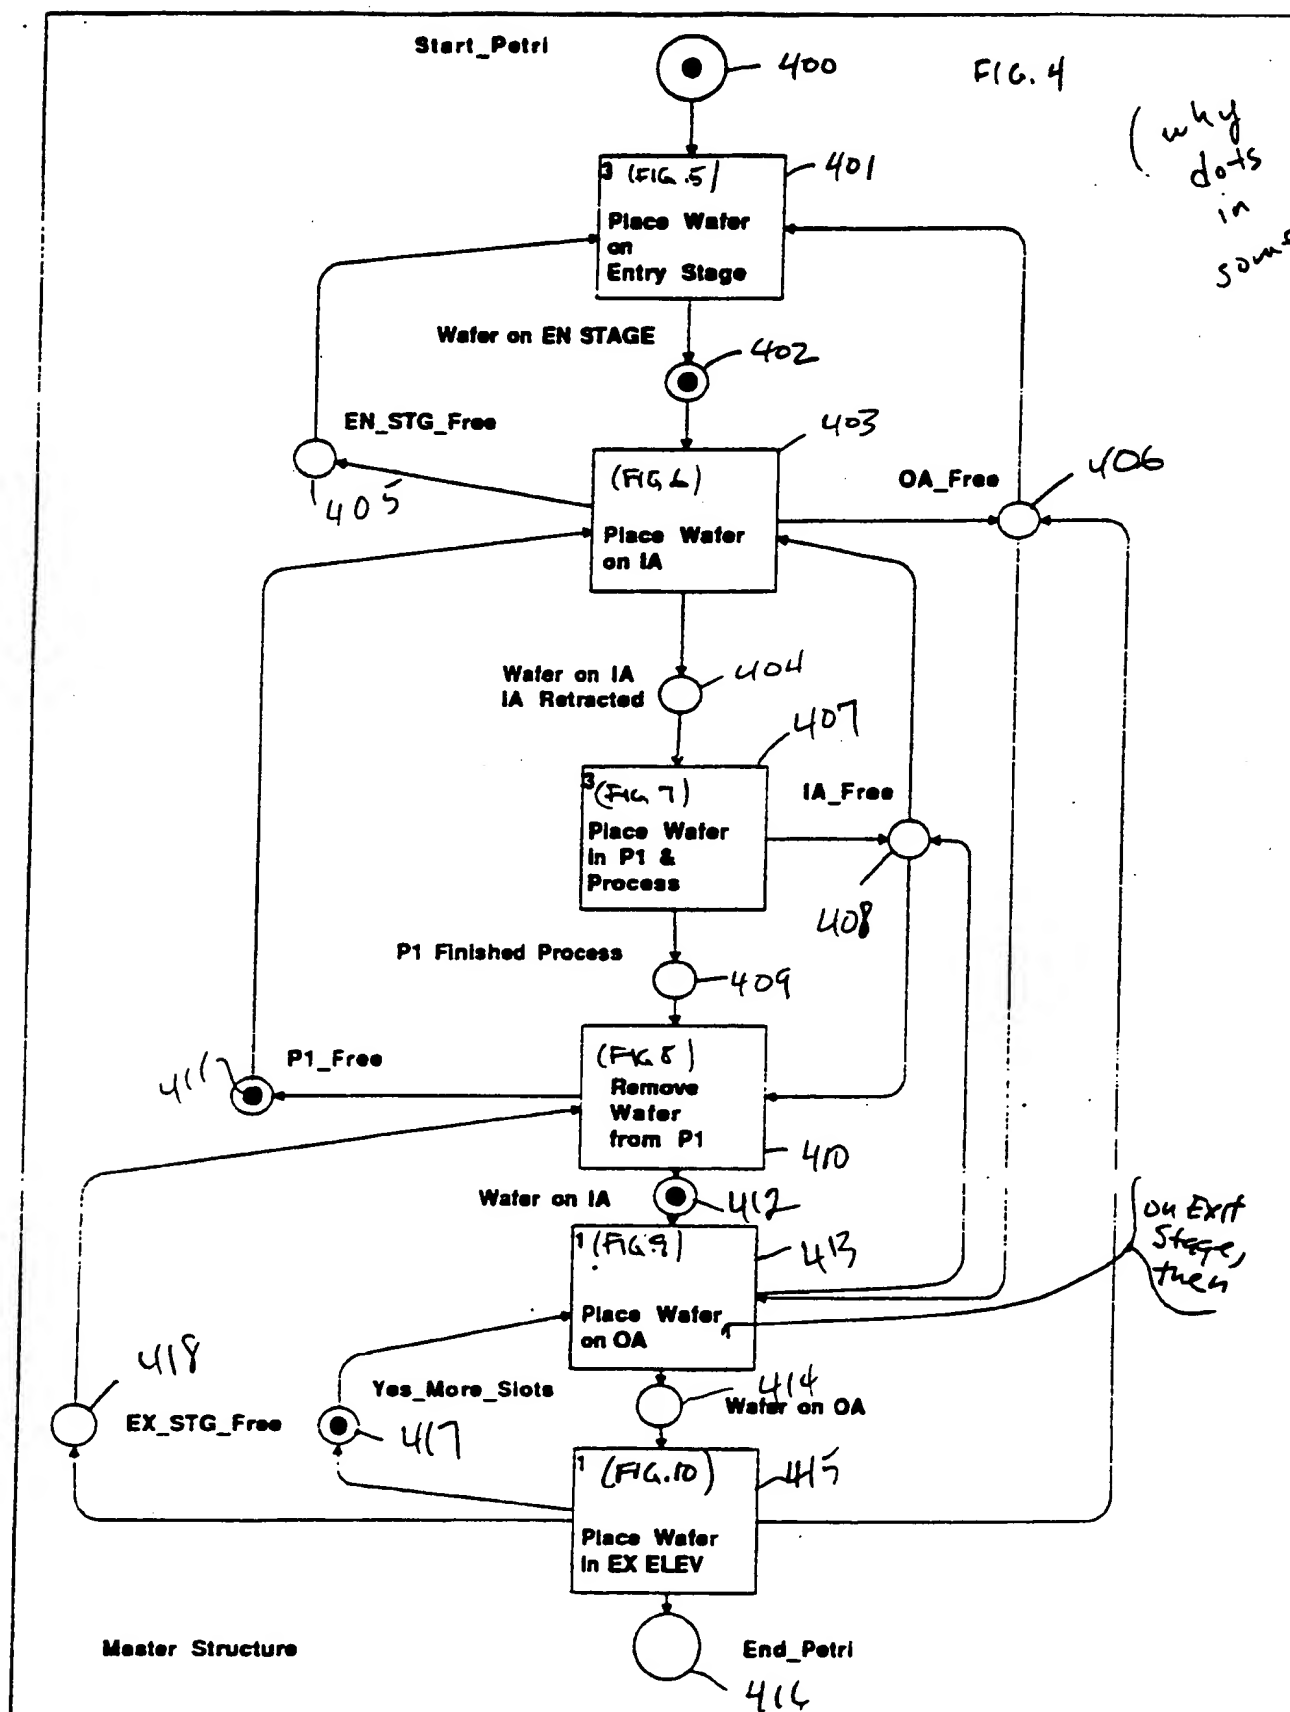 Start_Petri
400
FIG. 4
(why
dots
in
3 (FIG. 5)
401
Place Wafer
on
Entry Stage
Wafer on EN STAGE
402
EN_STG_Free
403
405
(FIG 6)
OA_Free
406
Place Wafer
on IA
Wafer on IA
IA Retracted
404
407
3 (FIG 7)
IA_Free
Place Wafer
in P1 &
Process
408
P1 Finished Process
409
P1_Free
411
(FIG 8)
Remove
Wafer
from P1
410
Wafer on IA
412
1 (FIG. 9)
413
on Exit
Stage,
then
Place Wafer
on OA
418
EX_STG_Free
Yes_More_Slots
417
414
Wafer on OA
1 (FIG. 10)
415
Place Wafer
in EX ELEV
Master Structure
End_Petri
416